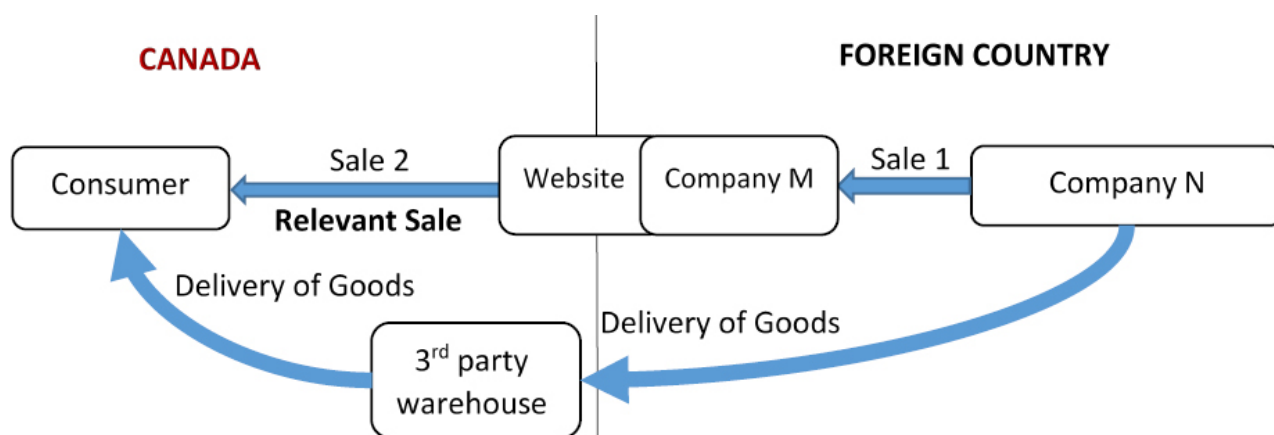 CANADA
FOREIGN COUNTRY
Consumer
Sale 2
Relevant Sale
Website
Company M
Sale 1
Company N
Delivery of Goods
Delivery of Goods
3rd party
warehouse